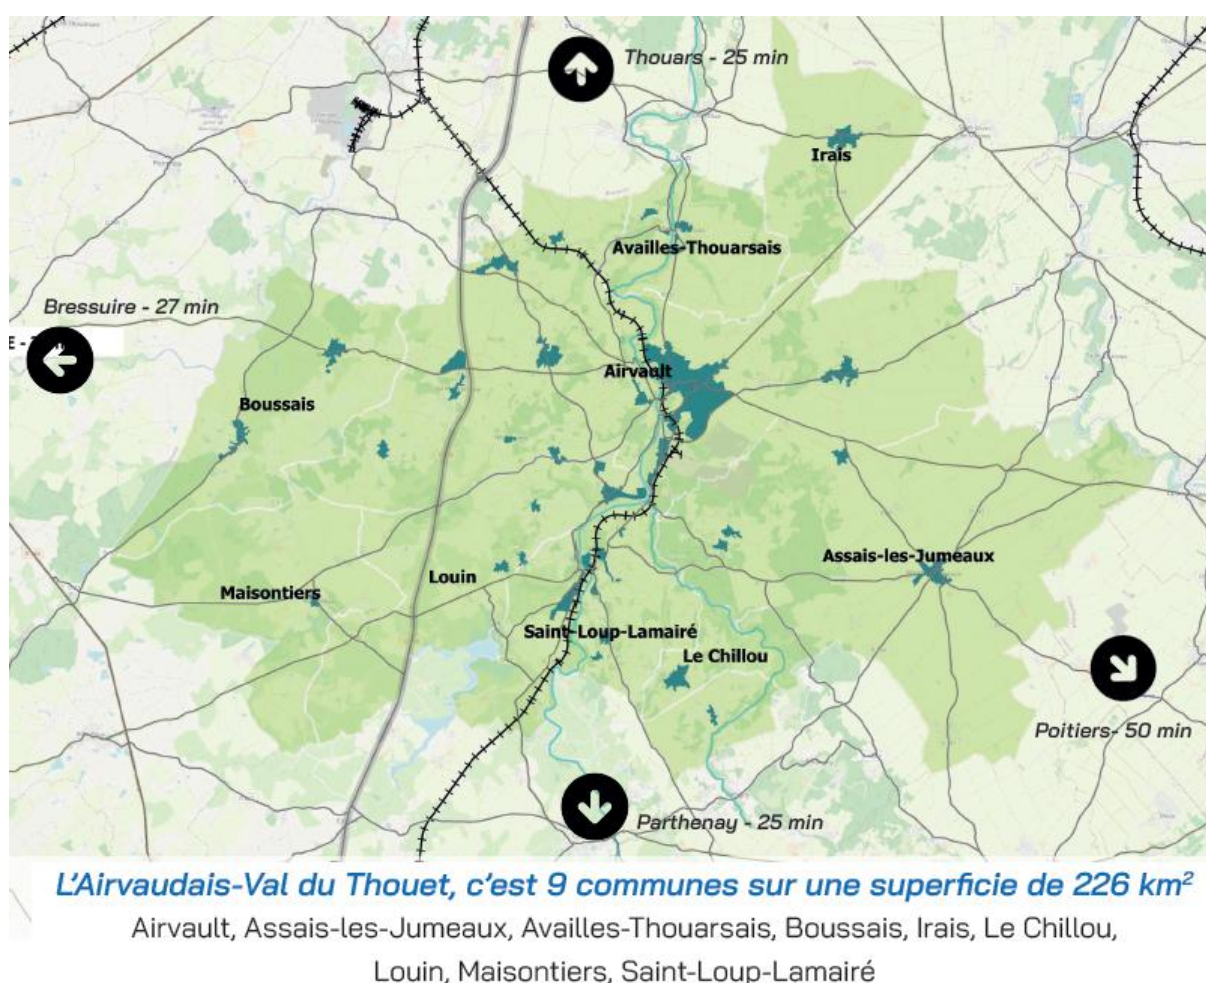 Thouars - 25 min
Irais
Availles-Thouarsais
Bressuire - 27 min
Airvault
Boussais
Assais-les-Jumeaux
Louin
Maisontiers
Saint-Loup-Lamairé
Le Chillou
Poitiers- 50 min
Parthenay - 25 min
L'Airvaudais-Val du Thouet, c'est 9 communes sur une superficie de 226 km²
Airvault, Assais-les-Jumeaux, Availles-Thouarsais, Boussais, Irais, Le Chillou,
Louin, Maisontiers, Saint-Loup-Lamairé